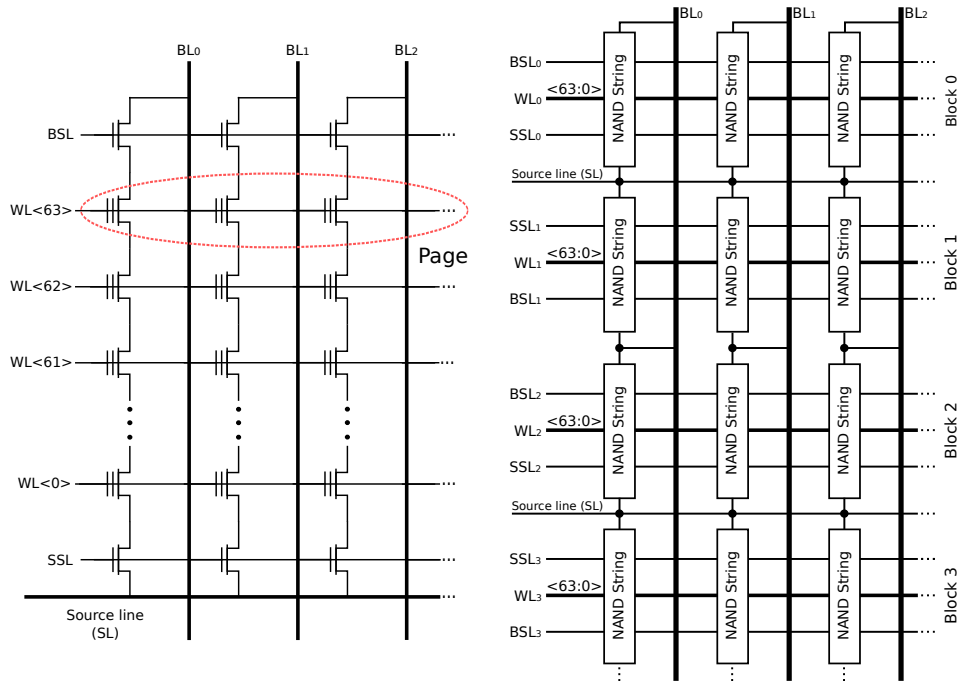 BL₀ BL₁ BL₂
BSL
WL<63>
Page
WL<62>
WL<61>
WL<0>
SSL
Source line
(SL)
BL₀ BL₁ BL₂
BSL₀
<63:0>
WL₀
SSL₀
NAND String NAND String NAND String
Block 0
Source line (SL)
SSL₁
<63:0>
WL₁
BSL₁
NAND String NAND String NAND String
Block 1
BSL₂
<63:0>
WL₂
SSL₂
NAND String NAND String NAND String
Block 2
Source line (SL)
SSL₃
<63:0>
WL₃
BSL₃
NAND String NAND String NAND String
Block 3